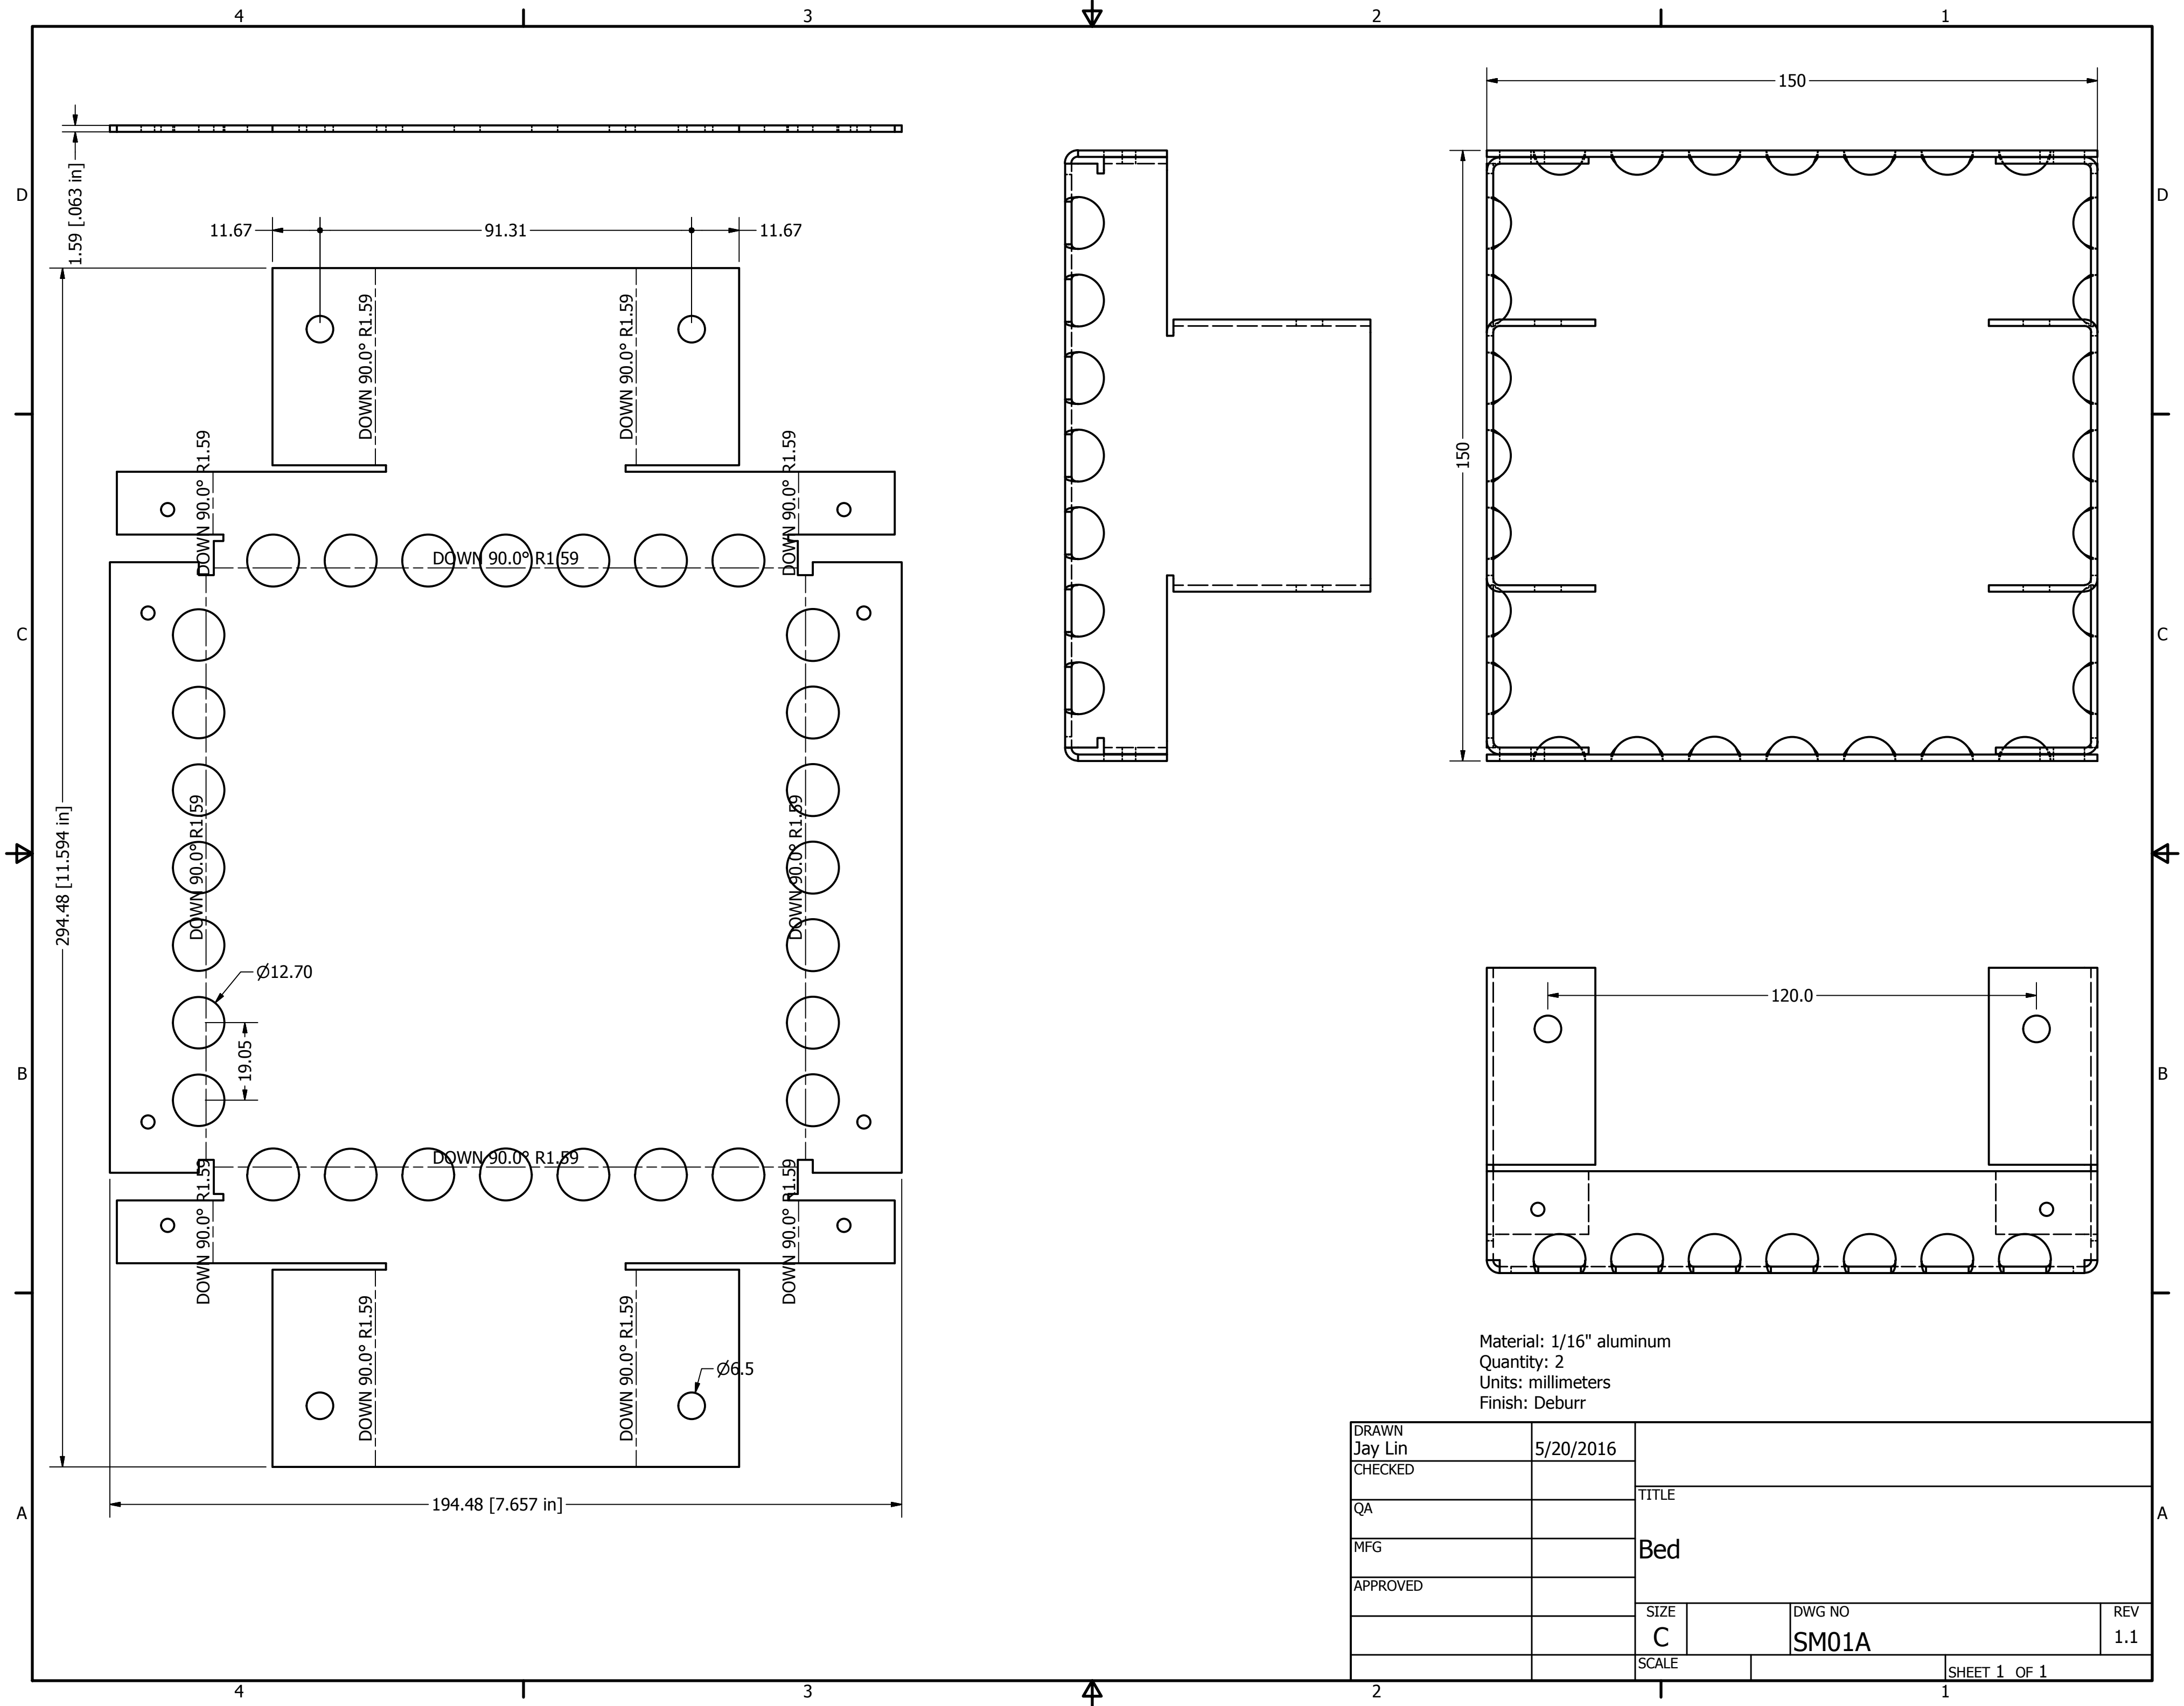 4 3 2 1
150
1.59 [.063 in]
D D
11.67 91.31 11.67
DOWN 90.0° R1.59
DOWN 90.0° R1.59
DOWN 90.0° R1.59
DOWN 90.0° R1.59
150
DOWN 90.0° R1.59
C C
294.48 [11.594 in]
DOWN 90.0° R1.59
DOWN 90.0° R1.59
Ø12.70
120.0
19.05
B B
DOWN 90.0° R1.59
DOWN 90.0° R1.59
DOWN 90.0° R1.59
DOWN 90.0° R1.59
DOWN 90.0° R1.59
Ø6.5
194.48 [7.657 in]
A A
Material: 1/16" aluminum
Quantity: 2
Units: millimeters
Finish: Deburr
DRAWN
Jay Lin 5/20/2016
CHECKED
QA
MFG
APPROVED
TITLE
Bed
SIZE
C
DWG NO
SM01A
REV
1.1
SCALE
SHEET 1 OF 1
4 3 2 1